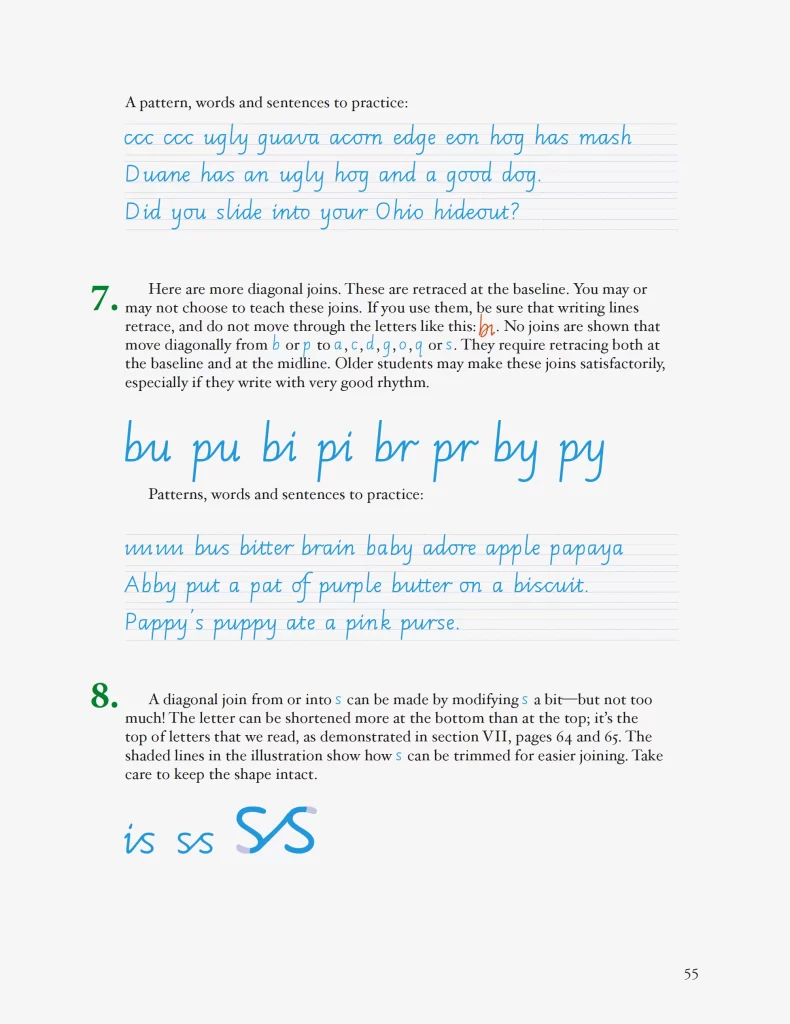 A pattern, words and sentences to practice:
ccc ccc ugly guava acorn edge eon hog has mash
Duane has an ugly hog and a good dog.
Did you slide into your Ohio hideout?
7. Here are more diagonal joins. These are retraced at the baseline. You may or
may not choose to teach these joins. If you use them, be sure that writing lines
retrace, and do not move through the letters like this: bi. No joins are shown that
move diagonally from b or p to a, c, d, g, o, q or s. They require retracing both at
the baseline and at the midline. Older students may make these joins satisfactorily,
especially if they write with very good rhythm.
bu pu bi pi br pr by py
Patterns, words and sentences to practice:
bus bitter brain baby adore apple papaya
Abby put a pat of purple butter on a biscuit.
Pappy's puppy ate a pink purse.
8. A diagonal join from or into s can be made by modifying s a bit—but not too
much! The letter can be shortened more at the bottom than at the top; it's the
top of letters that we read, as demonstrated in section VII, pages 64 and 65. The
shaded lines in the illustration show how s can be trimmed for easier joining. Take
care to keep the shape intact.
is ss ss
55